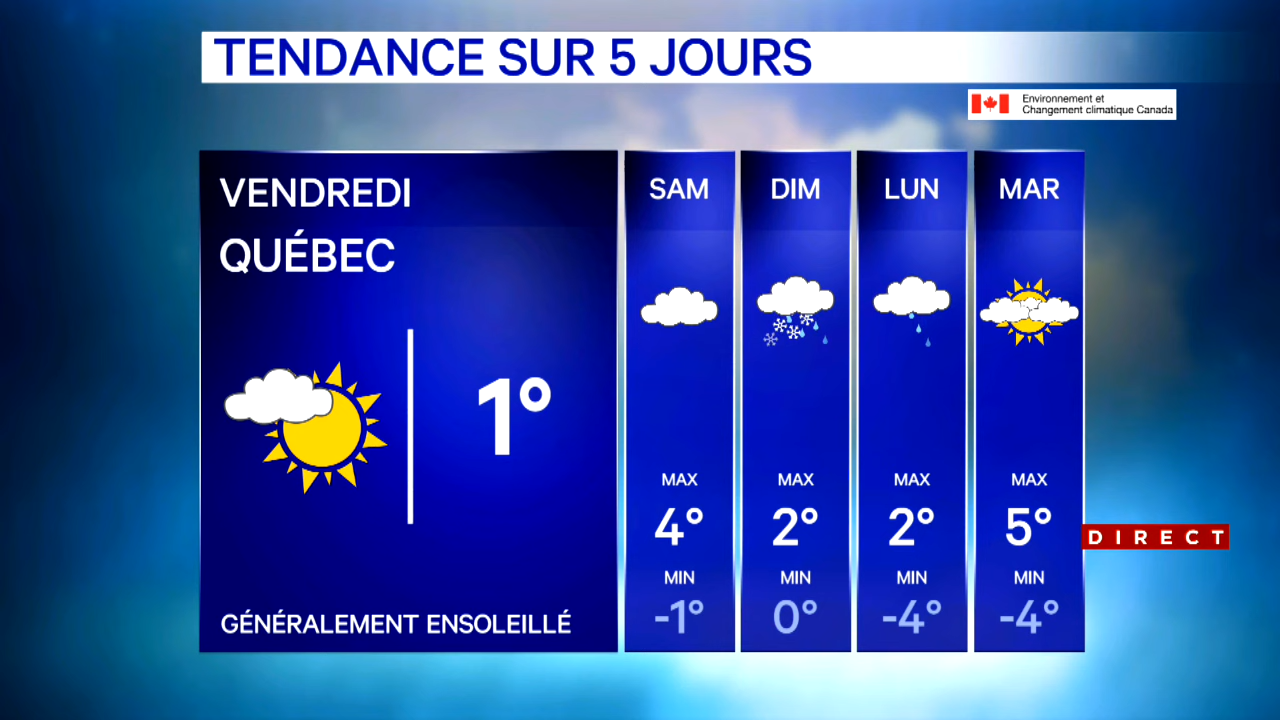 TENDANCE SUR 5 JOURS
Environnement et
Changement climatique Canada
VENDREDI
QUÉBEC
1°
GÉNÉRALEMENT ENSOLEILLÉ
SAM
MAX
4°
MIN
-1°
DIM
MAX
2°
MIN
0°
LUN
MAX
2°
MIN
-4°
MAR
MAX
5°
MIN
-4°
DIRECT